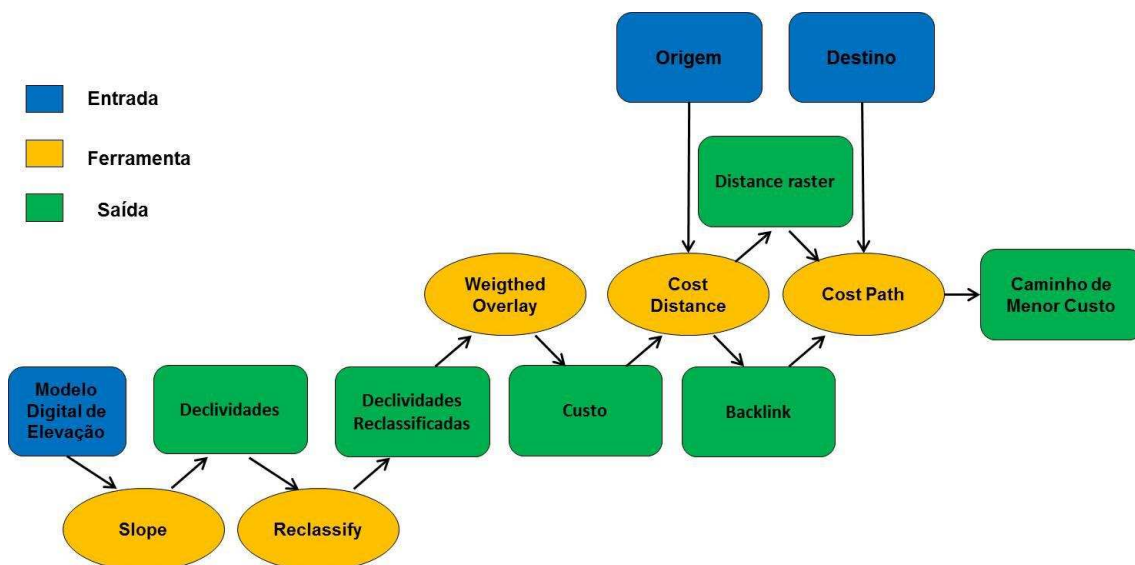 Origem
Destino
Entrada
Ferramenta
Saída
Distance raster
Weigthed
Overlay
Cost
Distance
Cost Path
Caminho de
Menor Custo
Modelo
Digital de
Elevação
Declividades
Declividades
Reclassificadas
Custo
Backlink
Slope
Reclassify